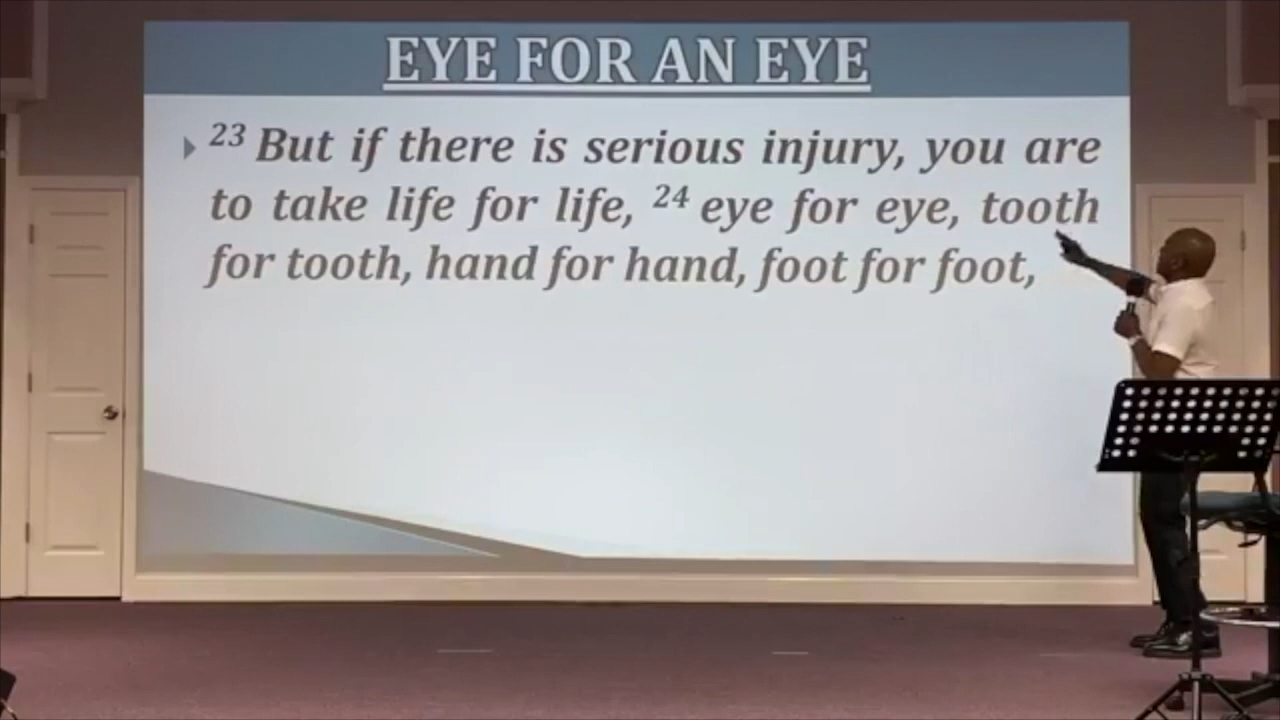 EYE FOR AN EYE
23 But if there is serious injury, you are
to take life for life, 24 eye for eye, tooth
for tooth, hand for hand, foot for foot,